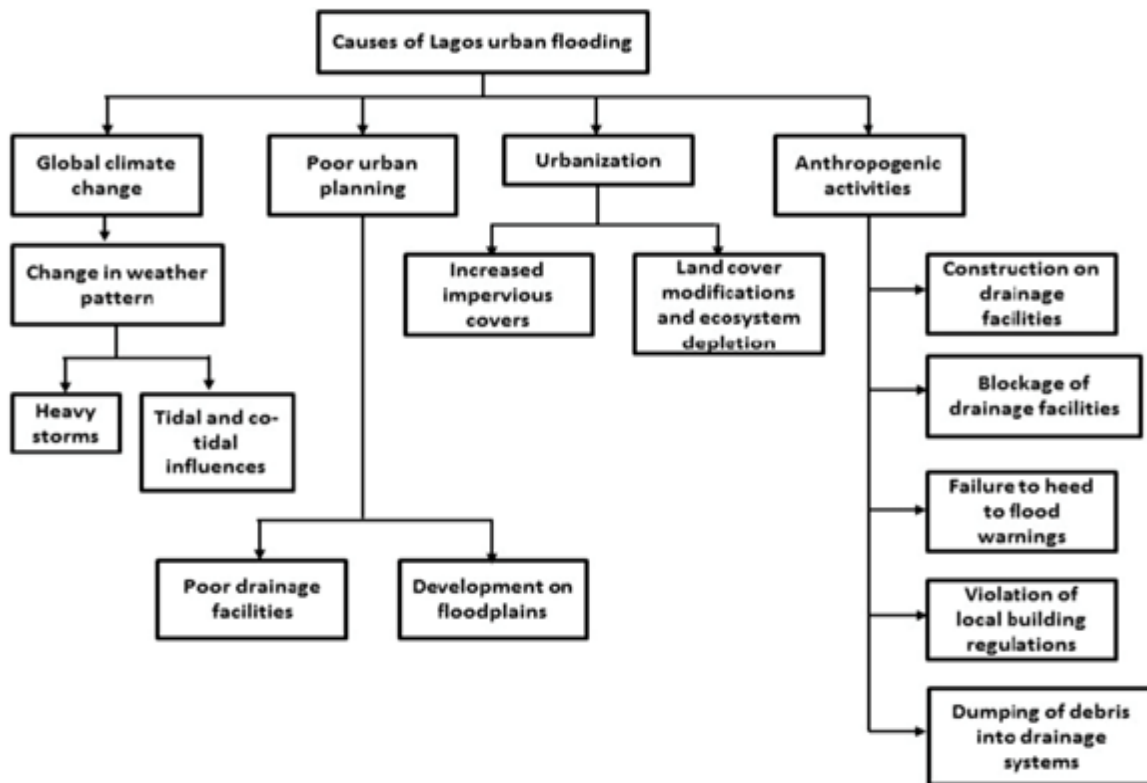 Causes of Lagos urban flooding
Global climate
change
Poor urban
planning
Urbanization
Anthropogenic
activities
Change in weather
pattern
Increased
impervious
covers
Land cover
modifications
and ecosystem
depletion
Construction on
drainage
facilities
Heavy
storms
Tidal and co-
tidal
influences
Blockage of
drainage facilities
Failure to heed
to flood
warnings
Poor drainage
facilities
Development on
floodplains
Violation of
local building
regulations
Dumping of debris
into drainage
systems